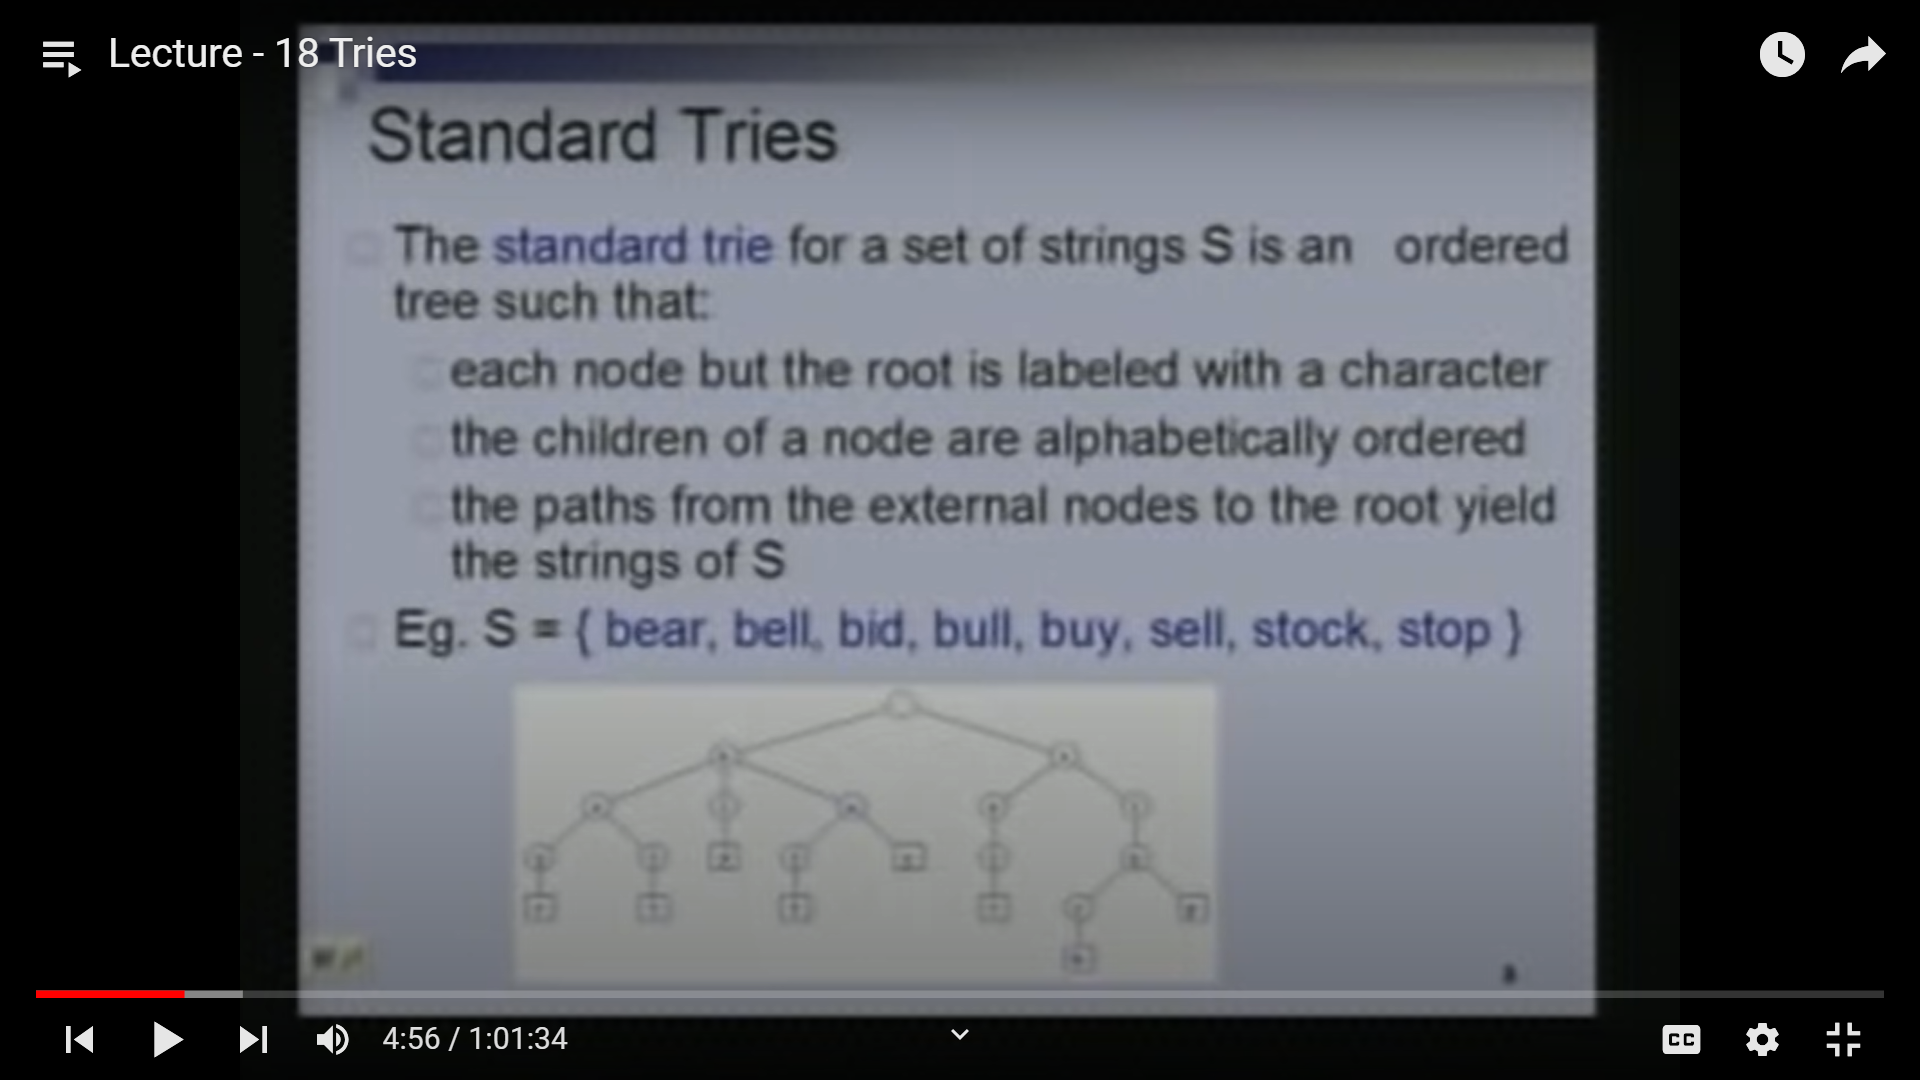 Lecture - 18 Tries
Standard Tries
The standard trie for a set of strings S is an ordered
tree such that:
each node but the root is labeled with a character
the children of a node are alphabetically ordered
the paths from the external nodes to the root yield
the strings of S
Eg. S = { bear, bell, bid, bull, buy, sell, stock, stop }
4:56 / 1:01:34
CC